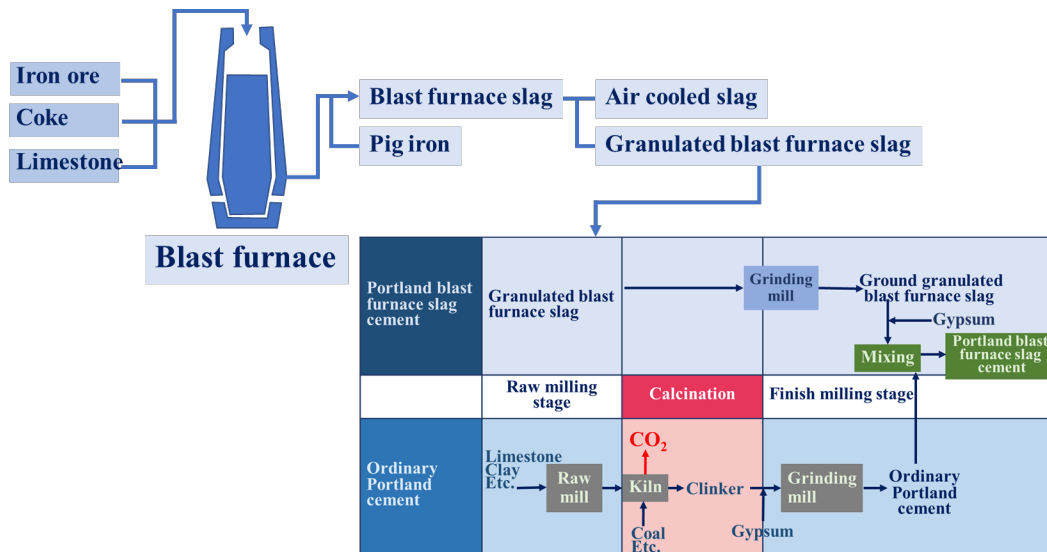 Iron ore
Coke
Limestone
Blast furnace
Blast furnace slag
Pig iron
Air cooled slag
Granulated blast furnace slag
Portland blast
furnace slag
cement
Granulated blast
furnace slag
Grinding
mill
Ground granulated
blast furnace slag
Gypsum
Mixing
Portland blast
furnace slag
cement
Raw milling
stage
Calcination
Finish milling stage
Ordinary
Portland
cement
Limestone
Clay
Etc.
Raw
mill
CO₂
Kiln
Coal
Etc.
Clinker
Gypsum
Grinding
mill
Ordinary
Portland
cement